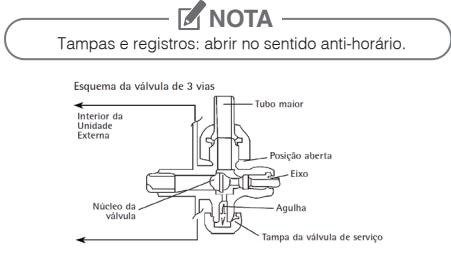 NOTA
Tampas e registros: abrir no sentido anti-horário.
Esquema da válvula de 3 vias
Tubo maior
Interior da
Unidade
Externa
Posição aberta
Eixo
Núcleo da
válvula
Agulha
Tampa da válvula de serviço